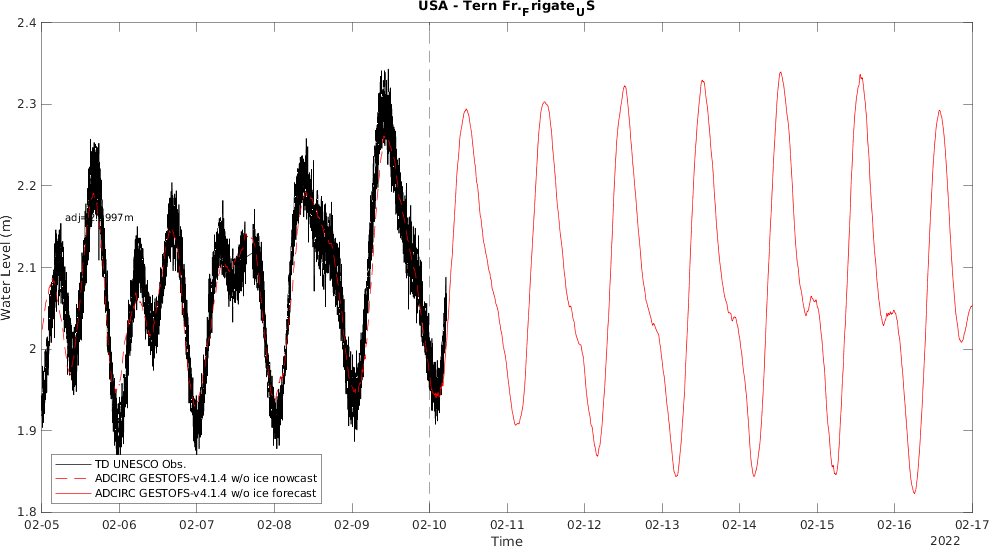 USA - Tern Fr.FrigateUS
2.4
2.3
2.2
2.1
2
1.9
1.8
Water Level (m)
TD UNESCO Obs.
ADCIRC GESTOFS-v4.1.4 w/o ice nowcast
ADCIRC GESTOFS-v4.1.4 w/o ice forecast
02-05 02-06 02-07 02-08 02-09 02-10 02-11 02-12 02-13 02-14 02-15 02-16 02-17
Time
2022